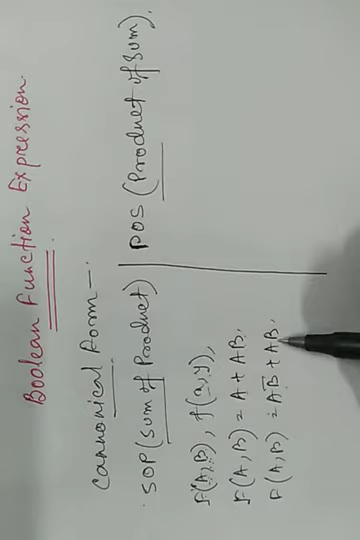 Boolean Function Expression.
Cannonical form –
SOP (Sum of Product) | POS (Product of Sum).
F(A,B), f(x,y),
F(A,B) = A + AB.
F(A,B) = AB̅ + AB.